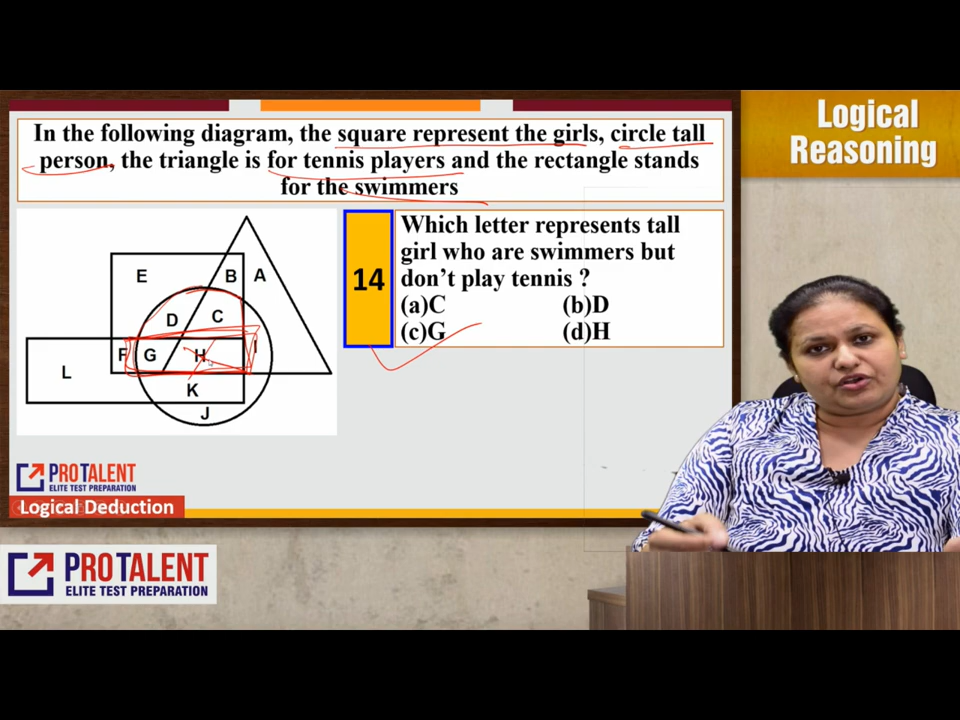 In the following diagram, the square represent the girls, circle tall
person, the triangle is for tennis players and the rectangle stands
for the swimmers
Logical
Reasoning
14
Which letter represents tall
girl who are swimmers but
don't play tennis ?
(a)C (b)D
(c)G (d)H
E
B
A
D
C
F
G
H
I
L
K
J
PROTALENT
ELITE TEST PREPARATION
Logical Deduction
PROTALENT
ELITE TEST PREPARATION